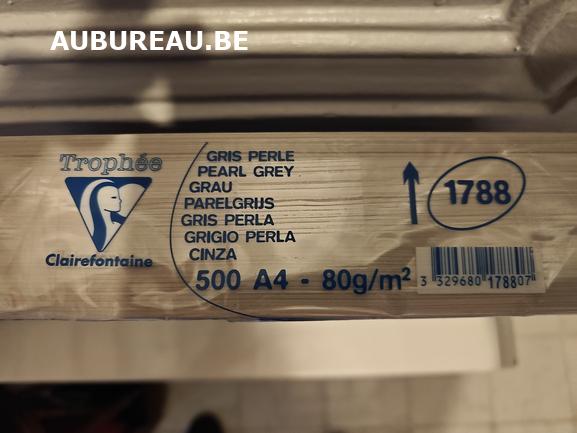 AUBUREAU.BE
Trophée
Clairefontaine
GRIS PERLE
PEARL GREY
GRAU
PARELGRIJS
GRIS PERLA
GRIGIO PERLA
CINZA
500 A4 - 80g/m²
1788
3 329680 178807